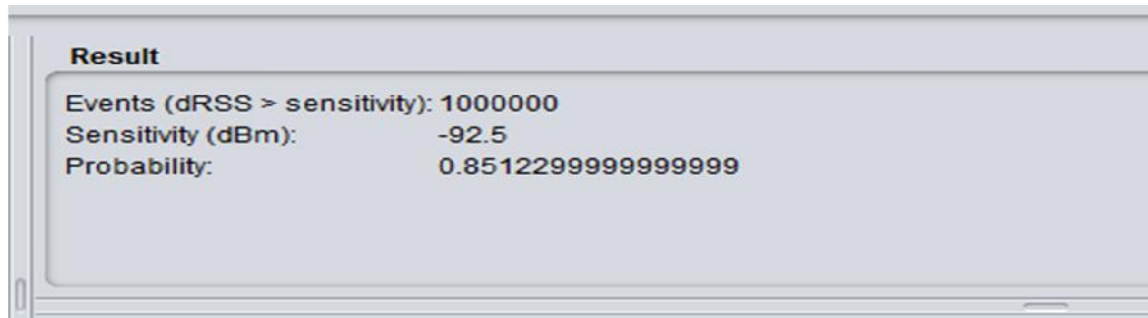 Result
Events (dRSS > sensitivity): 1000000
Sensitivity (dBm): -92.5
Probability: 0.8512299999999999